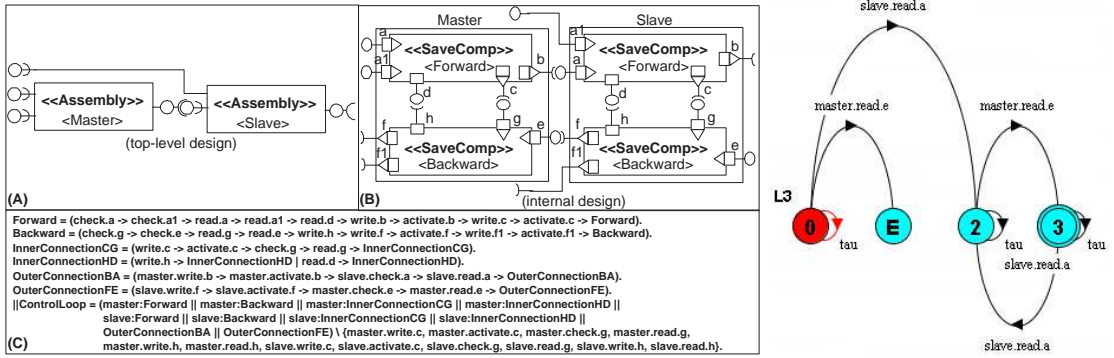 Master
Slave
a
a1
<<SaveComp>>
<Forward>
b
a1
a
<<SaveComp>>
<Forward>
b
d
c
d
c
<<Assembly>>
<Master>
<<Assembly>>
<Slave>
(top-level design)
h
g
h
g
f
f1
<<SaveComp>>
<Backward>
e
f
f1
<<SaveComp>>
<Backward>
e
(A)
(B)
(internal design)
Forward = (check.a -> check.a1 -> read.a -> read.a1 -> read.d -> write.b -> activate.b -> write.c -> activate.c -> Forward).
Backward = (check.g -> check.e -> read.g -> read.e -> write.h -> write.f -> activate.f -> write.f1 -> activate.f1 -> Backward).
InnerConnectionCG = (write.c -> activate.c -> check.g -> read.g -> InnerConnectionCG).
InnerConnectionHD = (write.h -> InnerConnectionHD | read.d -> InnerConnectionHD).
OuterConnectionBA = (master.write.b -> master.activate.b -> slave.check.a -> slave.read.a -> OuterConnectionBA).
OuterConnectionFE = (slave.write.f -> slave.activate.f -> master.check.e -> master.read.e -> OuterConnectionFE).
||ControlLoop = (master:Forward || master:Backward || master:InnerConnectionCG || master:InnerConnectionHD ||
slave:Forward || slave:Backward || slave:InnerConnectionCG || slave:InnerConnectionHD ||
OuterConnectionBA || OuterConnectionFE) \ {master.write.c, master.activate.c, master.check.g, master.read.g,
master.write.h, master.read.h, slave.write.c, slave.activate.c, slave.check.g, slave.read.g, slave.write.h, slave.read.h}.
(C)
slave.read.a
master.read.e
master.read.e
L3
0
E
2
3
tau
tau
tau
slave.read.a
slave.read.a